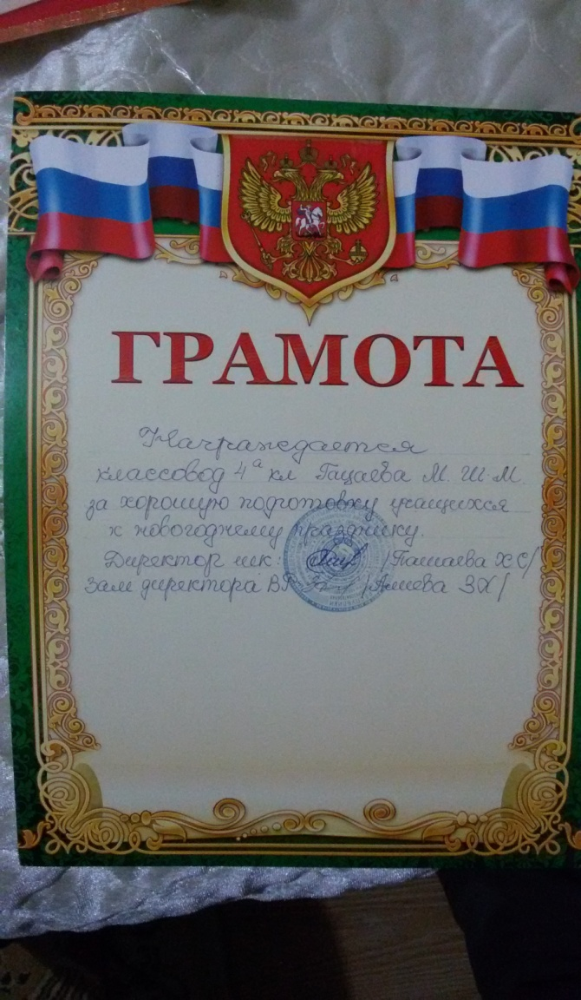 ГРАМОТА
Награждается
классовод 4ᵃ кл Гацаева М. Ш-М.
за хорошую подготовку учащихся
к новогоднему празднику.
Директор шк: /Пашаева Х С/
Зам директора ВР /Алиева ЗХ/